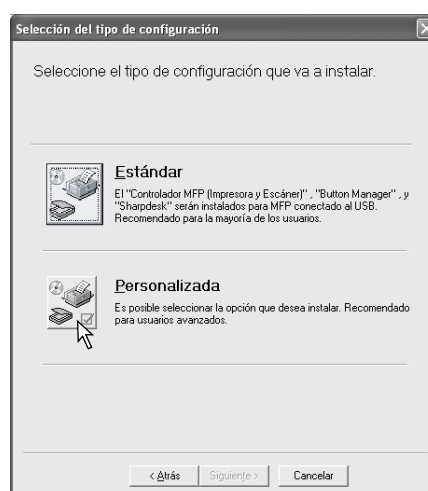 Selección del tipo de configuración
Seleccione el tipo de configuración que va a instalar.
Estándar
El "Controlador MFP (Impresora y Escáner)" , "Button Manager" , y
"Sharpdesk" serán instalados para MFP conectado al USB.
Recomendado para la mayoría de los usuarios.
Personalizada
Es posible seleccionar la opción que desea instalar. Recomendado
para usuarios avanzados.
< Atrás Siguiente > Cancelar